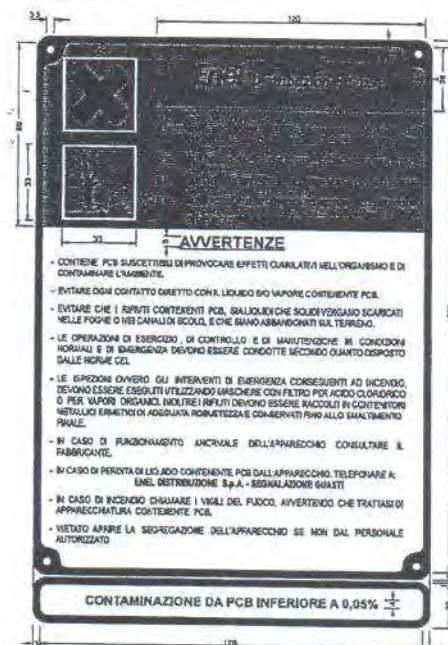 3,5
120
33
33
AVVERTENZE
- CONTIENE PCB SUSCETTIBILI DI PROVOCARE EFFETTI CUMULATIVI NELL'ORGANISMO E DI
CONTAMINARE L'AMBIENTE.
- EVITARE OGNI CONTATTO DIRETTO CON IL LIQUIDO E/O VAPORE CONTENENTE PCB.
- EVITARE CHE I RIFIUTI CONTENENTI PCB, SIA LIQUIDI CHE SOLIDI VENGANO SCARICATI
NELLE FOGNE O NEI CANALI DI SCOLO, E CHE SIANO ABBANDONATI SUL TERRENO.
- LE OPERAZIONI DI ESERCIZIO, DI CONTROLLO E DI MANUTENZIONE IN CONDIZIONI
NORMALI E DI EMERGENZA DEVONO ESSERE CONDOTTE SECONDO QUANTO DISPOSTO
DALLE NORME CEI.
- LE ISPEZIONI OVVERO GLI INTERVENTI DI EMERGENZA CONSEGUENTI AD INCENDIO,
DEVONO ESSERE ESEGUITI UTILIZZANDO MASCHERE CON FILTRO PER ACIDO CLORIDRICO
O PER VAPORI ORGANICI. INOLTRE I RIFIUTI DEVONO ESSERE RACCOLTI IN CONTENITORI
METALLICI ERMETICI DI ADEGUATA ROBUSTEZZA E CONSERVATI FINO ALLO SMALTIMENTO
FINALE.
- IN CASO DI FUNZIONAMENTO ANORMALE DELL'APPARECCHIO CONSULTARE IL
FABBRICANTE.
- IN CASO DI PERDITA DI LIQUIDO CONTENENTE PCB DALL'APPARECCHIO, TELEFONARE A:
ENEL DISTRIBUZIONE S.p.A. - SEGNALAZIONE GUASTI
- IN CASO DI INCENDIO CHIAMARE I VIGILI DEL FUOCO, AVVERTENDO CHE TRATTASI DI
APPARECCHIATURA CONTENENTE PCB.
- VIETATO APRIRE LA SEGREGAZIONE DELL'APPARECCHIO SE NON DAL PERSONALE
AUTORIZZATO
CONTAMINAZIONE DA PCB INFERIORE A 0,05%
170